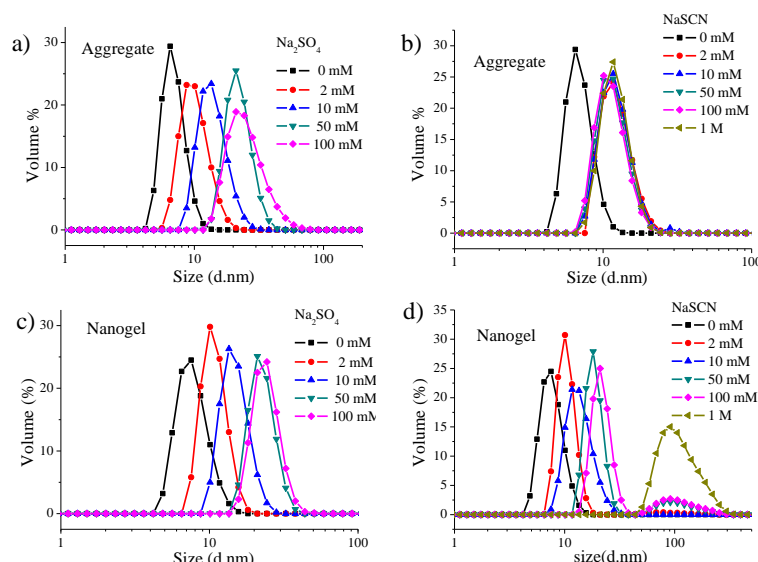 a)
Aggregate
Na2SO4
0 mM
2 mM
10 mM
50 mM
100 mM
Volume %
30
20
10
0
1
10
100
Size (d.nm)
b)
Aggregate
NaSCN
0 mM
2 mM
10 mM
50 mM
100 mM
1 M
Volume %
30
25
20
15
10
5
0
1
10
100
Size (d.nm)
c)
Nanogel
Na2SO4
0 mM
2 mM
10 mM
50 mM
100 mM
Volume (%)
30
20
10
0
1
10
100
Size (d.nm)
d)
Nanogel
NaSCN
0 mM
2 mM
10 mM
50 mM
100 mM
1 M
Volume (%)
35
30
25
20
15
10
5
0
1
10
100
size(d.nm)